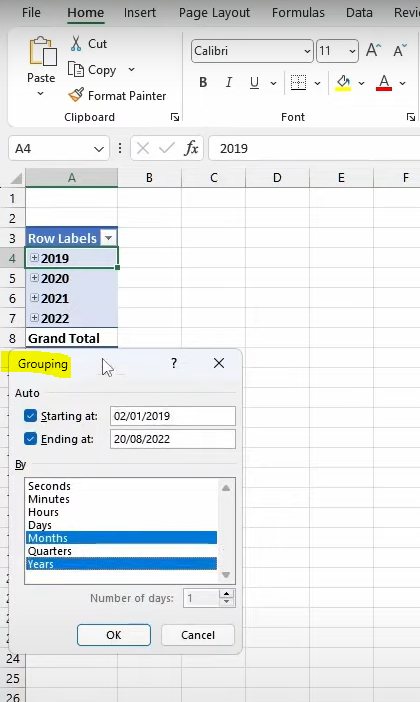 File Home Insert Page Layout Formulas Data Revi
Cut
Copy
Paste
Format Painter
Calibri 11 A A
B I U A
Clipboard Font
A4 fx 2019
A B C D E F
1
2
3 Row Labels
4 2019
5 2020
6 2021
7 2022
8 Grand Total
Grouping ?
Auto
Starting at: 02/01/2019
Ending at: 20/08/2022
By
Seconds
Minutes
Hours
Days
Months
Quarters
Years
Number of days: 1
OK Cancel
24
25
26